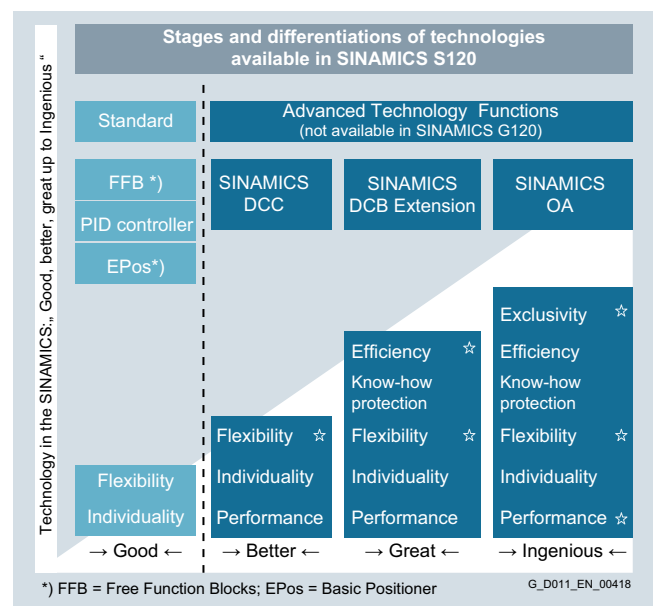 Stages and differentiations of technologies
available in SINAMICS S120
Technology in the SINAMICS:„ Good, better, great up to Ingenious “
Standard
Advanced Technology Functions
(not available in SINAMICS G120)
FFB *)
PID controller
EPos*)
SINAMICS
DCC
SINAMICS
DCB Extension
SINAMICS
OA
Flexibility
Individuality
Flexibility ☆
Individuality
Performance
Efficiency ☆
Know-how
protection
Flexibility ☆
Individuality
Performance
Exclusivity ☆
Efficiency
Know-how
protection
Flexibility ☆
Individuality
Performance ☆
→ Good ←
→ Better ←
→ Great ←
→ Ingenious ←
*) FFB = Free Function Blocks; EPos = Basic Positioner
G_D011_EN_00418